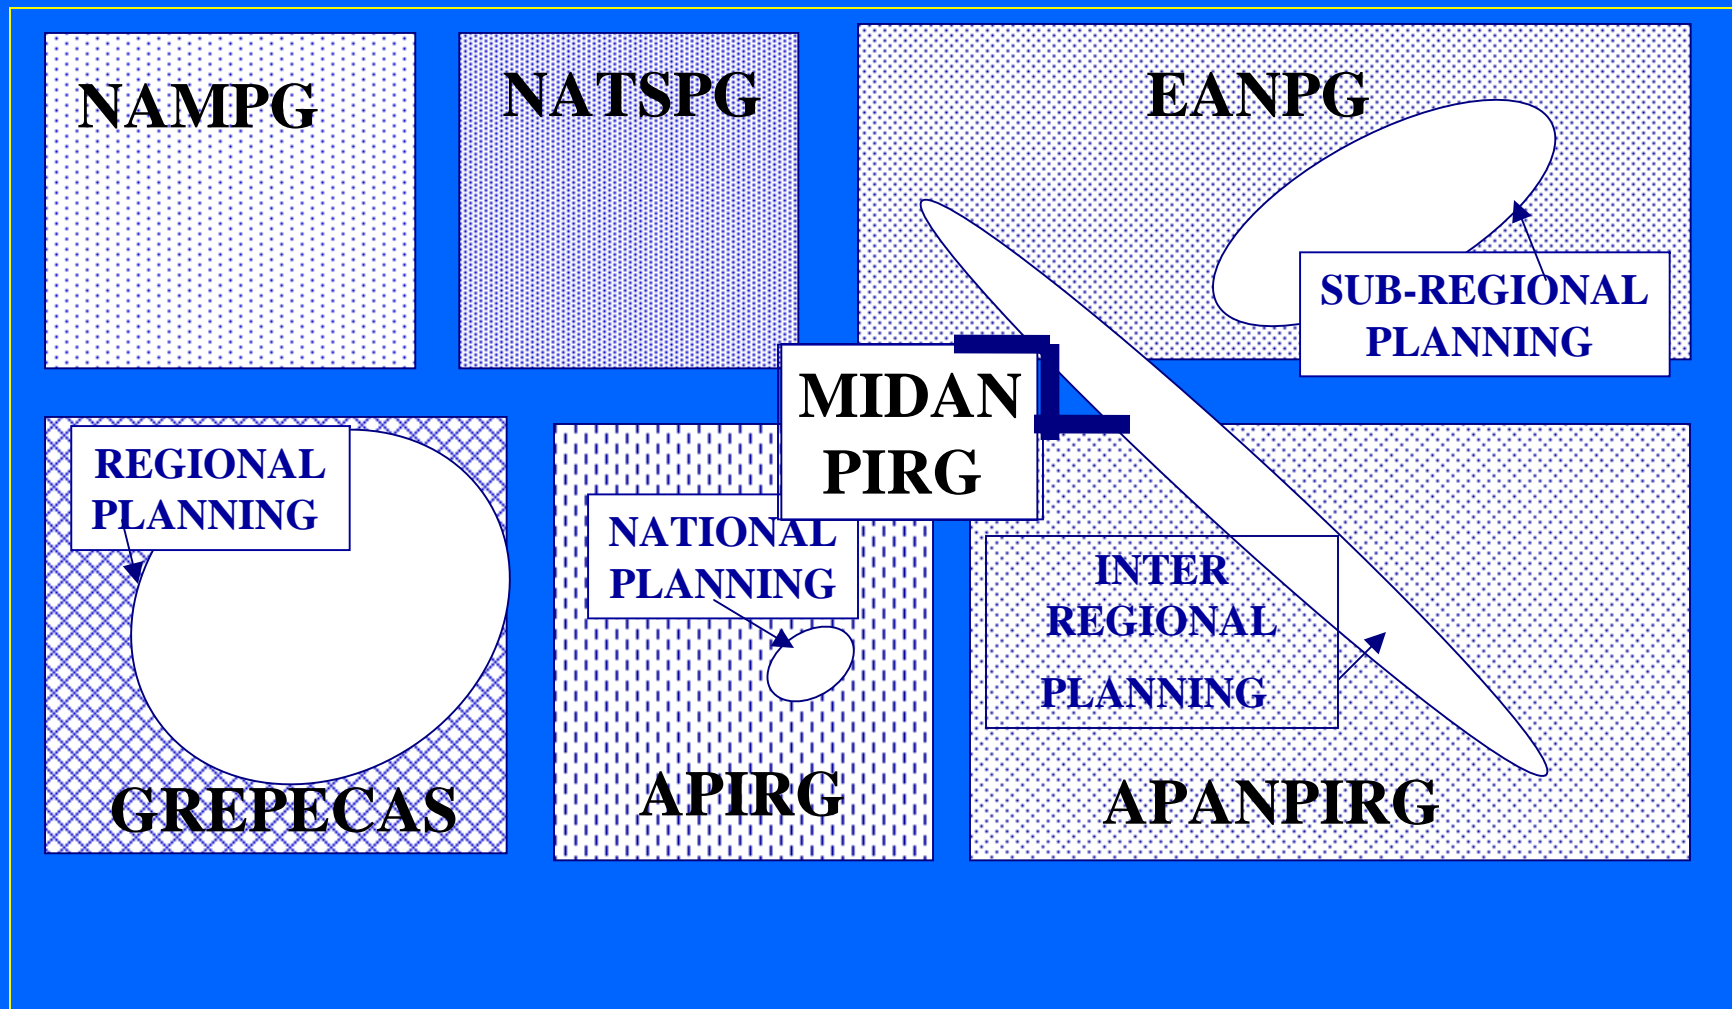 NAMPG
NATSPG
EANPG
SUB-REGIONAL
PLANNING
MIDAN
PIRG
REGIONAL
PLANNING
NATIONAL
PLANNING
INTER
REGIONAL
PLANNING
GREPECAS
APIRG
APANPIRG